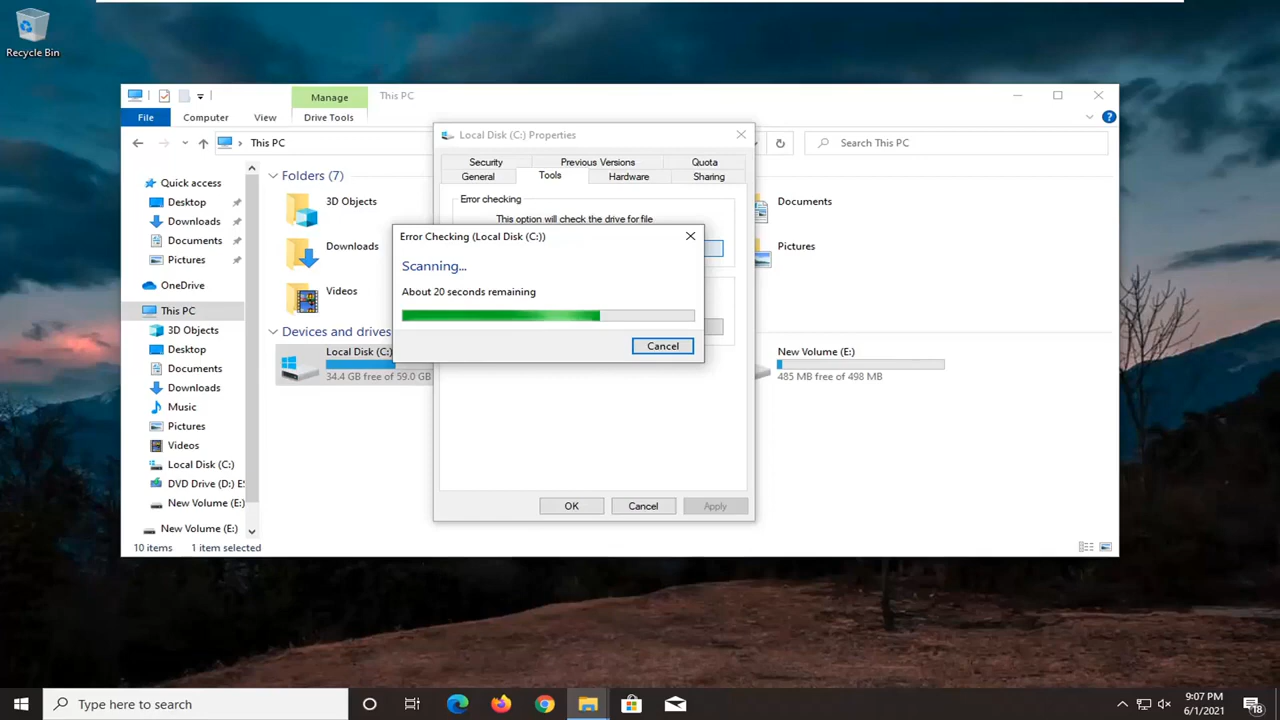 Recycle Bin
Manage
This PC
File
Computer
View
Drive Tools
This PC
Search This PC
Quick access
Desktop
Downloads
Documents
Pictures
OneDrive
This PC
3D Objects
Desktop
Documents
Downloads
Music
Pictures
Videos
Local Disk (C:)
DVD Drive (D:) ES
New Volume (E:)
New Volume (E:)
10 items
1 item selected
Folders (7)
3D Objects
Downloads
Videos
Documents
Pictures
Devices and drives
Local Disk (C:)
34.4 GB free of 59.0 GB
New Volume (E:)
485 MB free of 498 MB
Local Disk (C:) Properties
Security
Previous Versions
Quota
General
Tools
Hardware
Sharing
Error checking
This option will check the drive for file
Error Checking (Local Disk (C:))
Scanning...
About 20 seconds remaining
Cancel
OK
Cancel
Apply
Type here to search
9:07 PM
6/1/2021
18